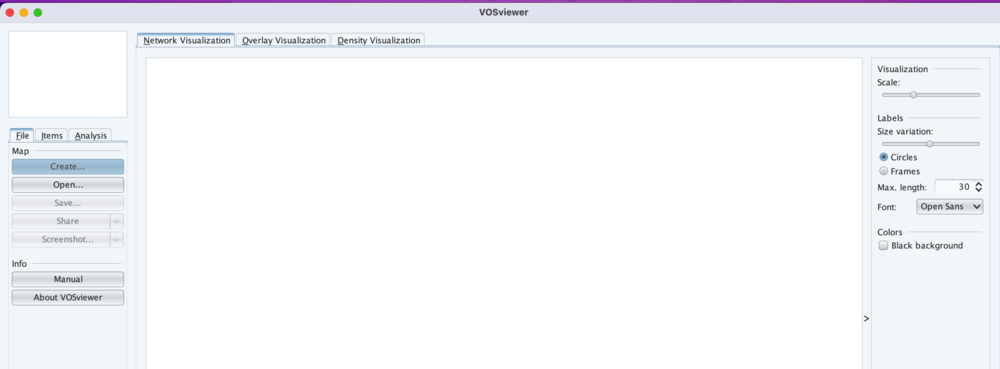 VOSviewer
Network Visualization Overlay Visualization Density Visualization
File Items Analysis
Map
Create...
Open...
Save...
Share
Screenshot...
Info
Manual
About VOSviewer
>
Visualization
Scale:
Labels
Size variation:
Circles
Frames
Max. length: 30
Font: Open Sans
Colors
Black background